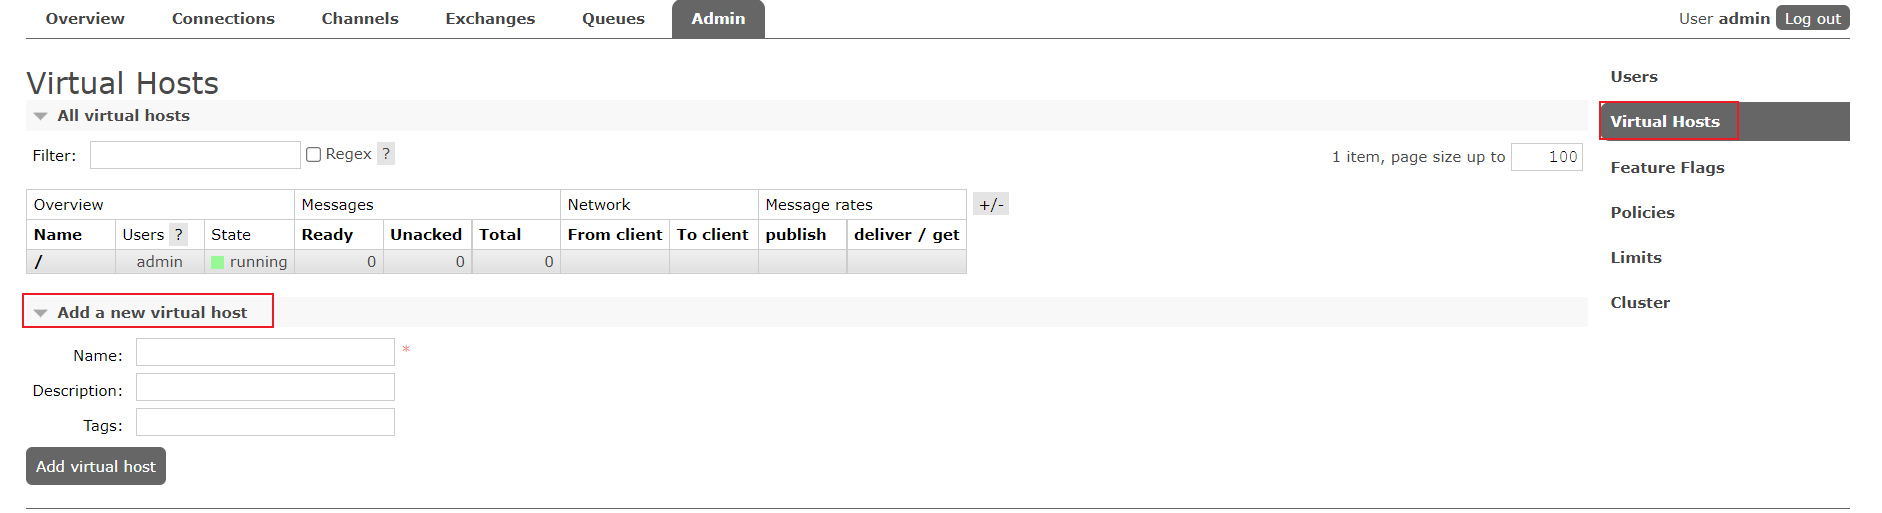 Overview Connections Channels Exchanges Queues Admin User admin Log out
Virtual Hosts
All virtual hosts
Filter: Regex ? 1 item, page size up to 100
Overview Messages Network Message rates +/-
Name Users ? State Ready Unacked Total From client To client publish deliver / get
/ admin running 0 0 0
Add a new virtual host
Name: *
Description:
Tags:
Add virtual host
Users
Virtual Hosts
Feature Flags
Policies
Limits
Cluster